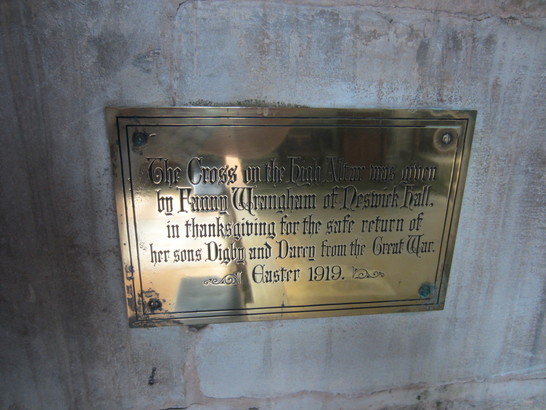 The Cross on the High Altar was given
by Fanny Wrangham of Neswick Hall,
in thanksgiving for the safe return of
her sons Digby and Darcy from the Great War.
Easter 1919.